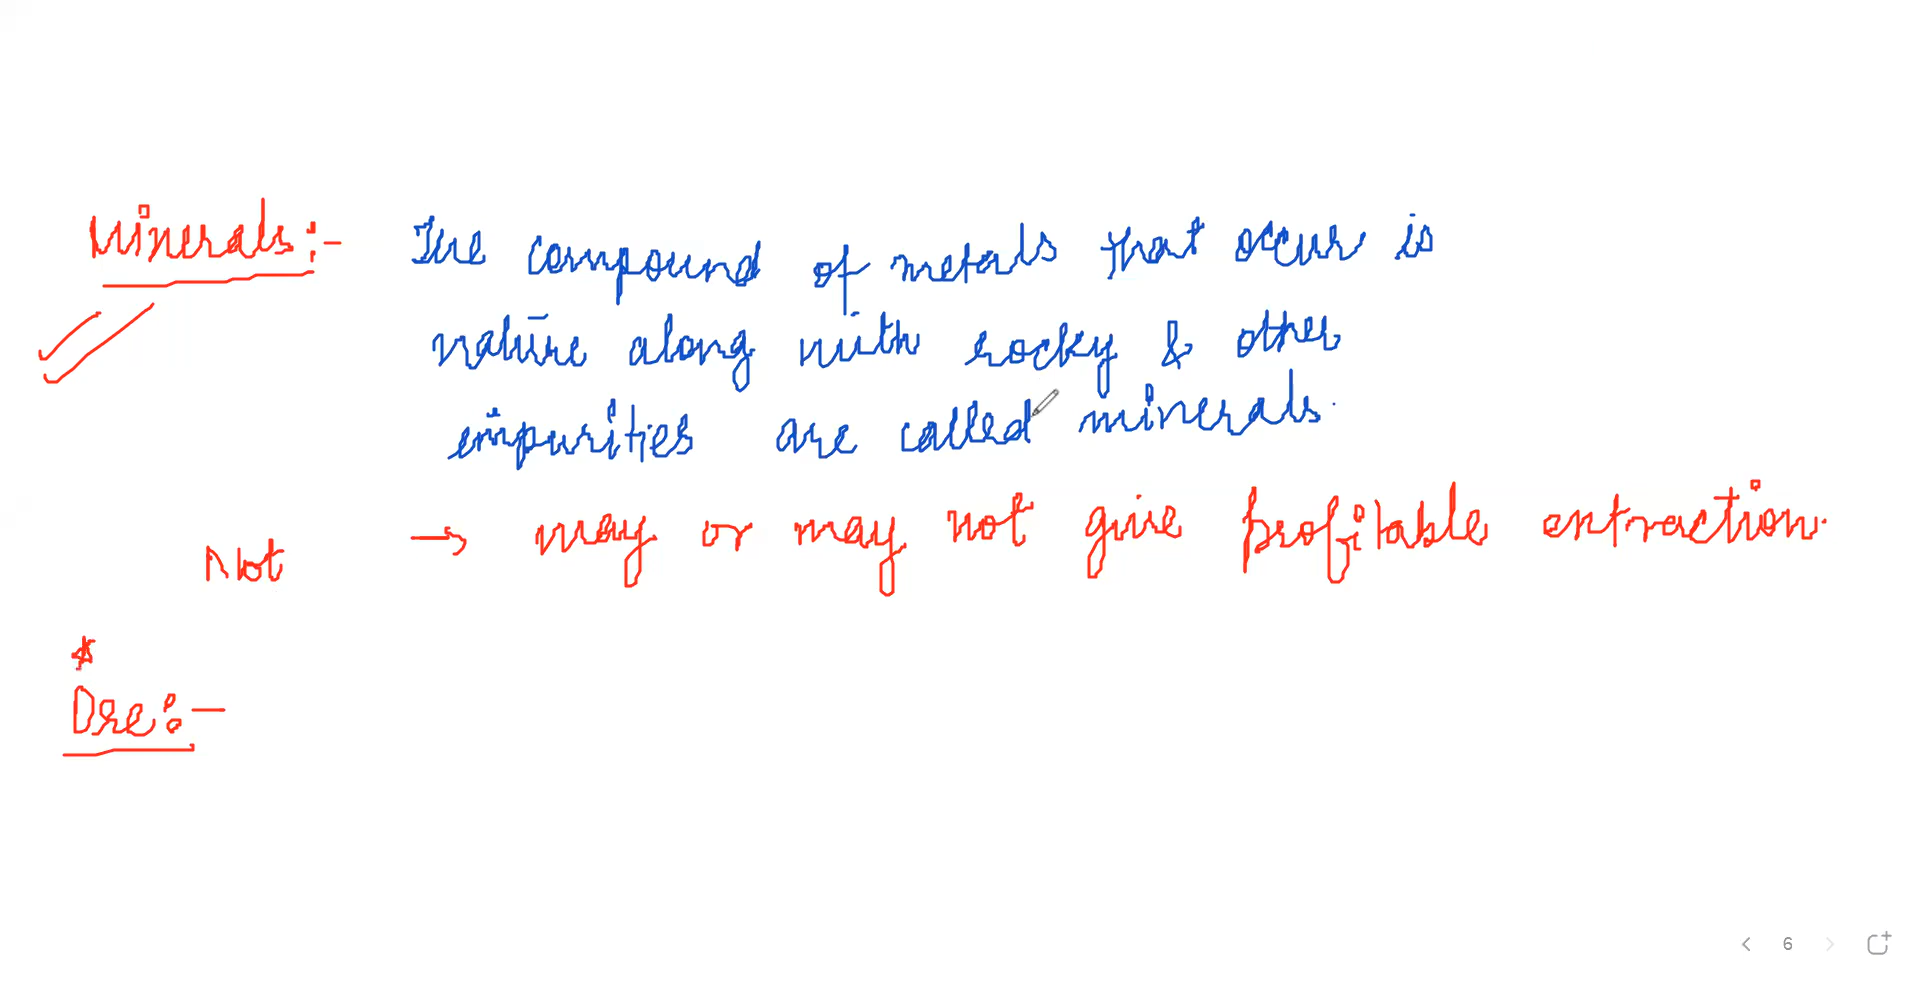 Minerals:- The compound of metals that occur is
nature along with rocky & other
impurities are called minerals.
Not → may or may not give profitable extraction.
*
Ore:-
6